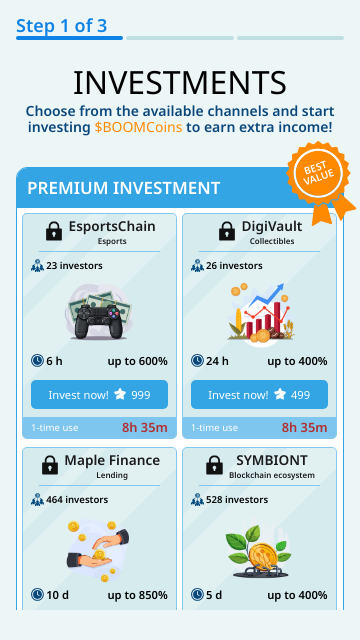 Step 1 of 3
INVESTMENTS
Choose from the available channels and start
investing $BOOMCoins to earn extra income!
BEST
VALUE
PREMIUM INVESTMENT
EsportsChain
Esports
23 investors
6 h up to 600%
Invest now! 999
1-time use 8h 35m
DigiVault
Collectibles
26 investors
24 h up to 400%
Invest now! 499
1-time use 8h 35m
Maple Finance
Lending
464 investors
10 d up to 850%
SYMBIONT
Blockchain ecosystem
528 investors
5 d up to 400%